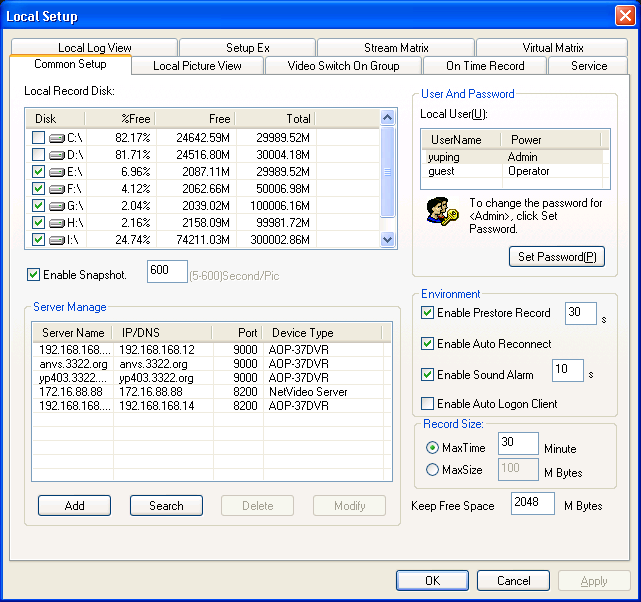 Local Setup
Local Log View Setup Ex Stream Matrix Virtual Matrix
Common Setup Local Picture View Video Switch On Group On Time Record Service
Local Record Disk:
Disk %Free Free Total
C:\ 82.17% 24642.59M 29989.52M
D:\ 81.71% 24516.80M 30004.18M
E:\ 6.96% 2087.11M 29989.52M
F:\ 4.12% 2062.66M 50006.98M
G:\ 2.04% 2039.02M 100006.16M
H:\ 2.16% 2158.09M 99981.72M
I:\ 24.74% 74211.03M 300002.86M
Enable Snapshot. 600 (5-600)Second/Pic
Server Manage
Server Name IP/DNS Port Device Type
192.168.168.... 192.168.168.12 9000 AOP-37DVR
anvs.3322.org anvs.3322.org 9000 AOP-37DVR
yp403.3322.org yp403.3322.org 9000 AOP-37DVR
172.16.88.88 172.16.88.88 8200 NetVideo Server
192.168.168.... 192.168.168.14 8200 AOP-37DVR
Add Search Delete Modify
User And Password
Local User(U):
UserName Power
yuping Admin
guest Operator
To change the password for
<Admin>, click Set
Password.
Set Password(P)
Environment
Enable Prestore Record 30 s
Enable Auto Reconnect
Enable Sound Alarm 10 s
Enable Auto Logon Client
Record Size:
MaxTime 30 Minute
MaxSize 100 M Bytes
Keep Free Space 2048 M Bytes
OK Cancel Apply